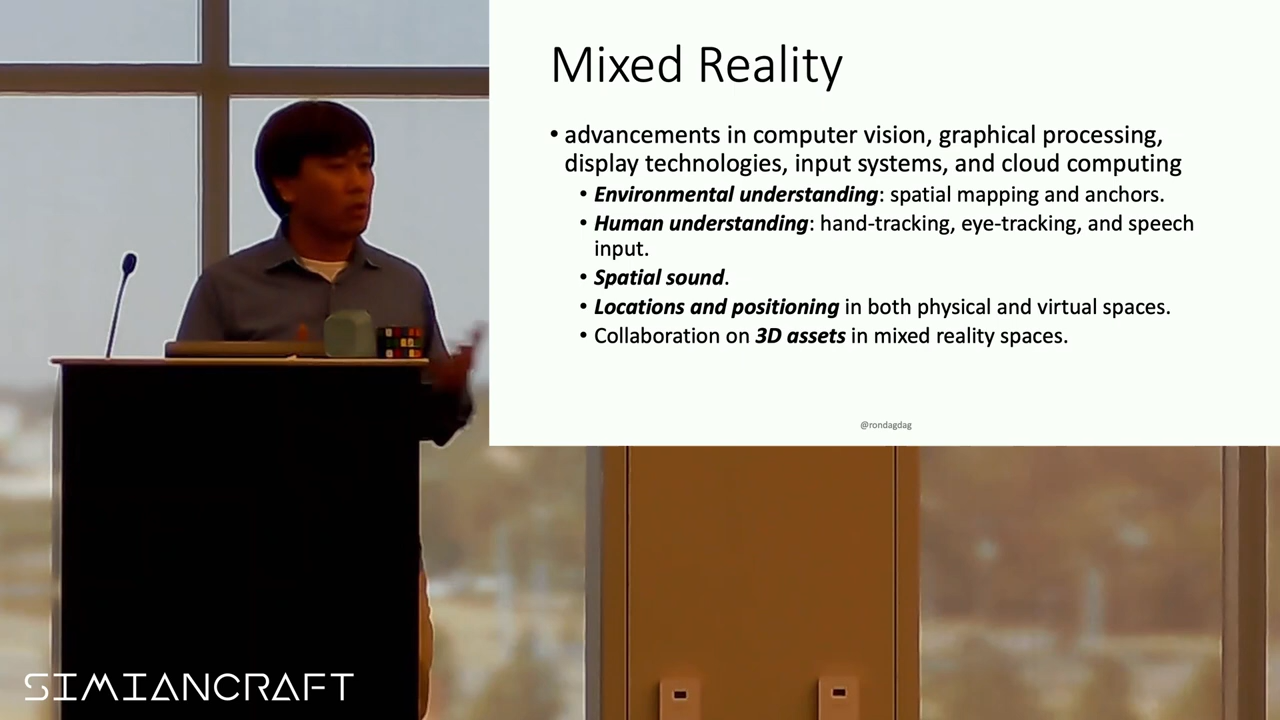 Mixed Reality
• advancements in computer vision, graphical processing,
display technologies, input systems, and cloud computing
• Environmental understanding: spatial mapping and anchors.
• Human understanding: hand-tracking, eye-tracking, and speech
input.
• Spatial sound.
• Locations and positioning in both physical and virtual spaces.
• Collaboration on 3D assets in mixed reality spaces.
@rondagdag
SIMIANCRAFT